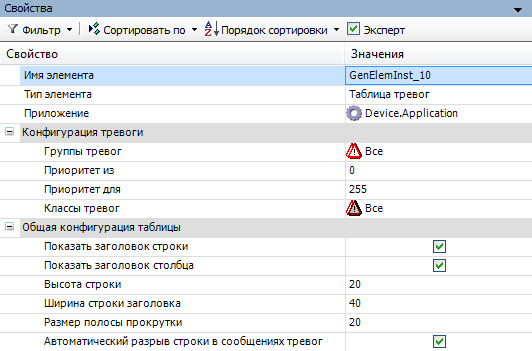 Свойства
Фильтр Сортировать по Порядок сортировки Эксперт
Свойство Значения
Имя элемента GenElemInst_10
Тип элемента Таблица тревог
Приложение Device.Application
Конфигурация тревоги
Группы тревог Все
Приоритет из 0
Приоритет для 255
Классы тревог Все
Общая конфигурация таблицы
Показать заголовок строки
Показать заголовок столбца
Высота строки 20
Ширина строки заголовка 40
Размер полосы прокрутки 20
Автоматический разрыв строки в сообщениях тревог